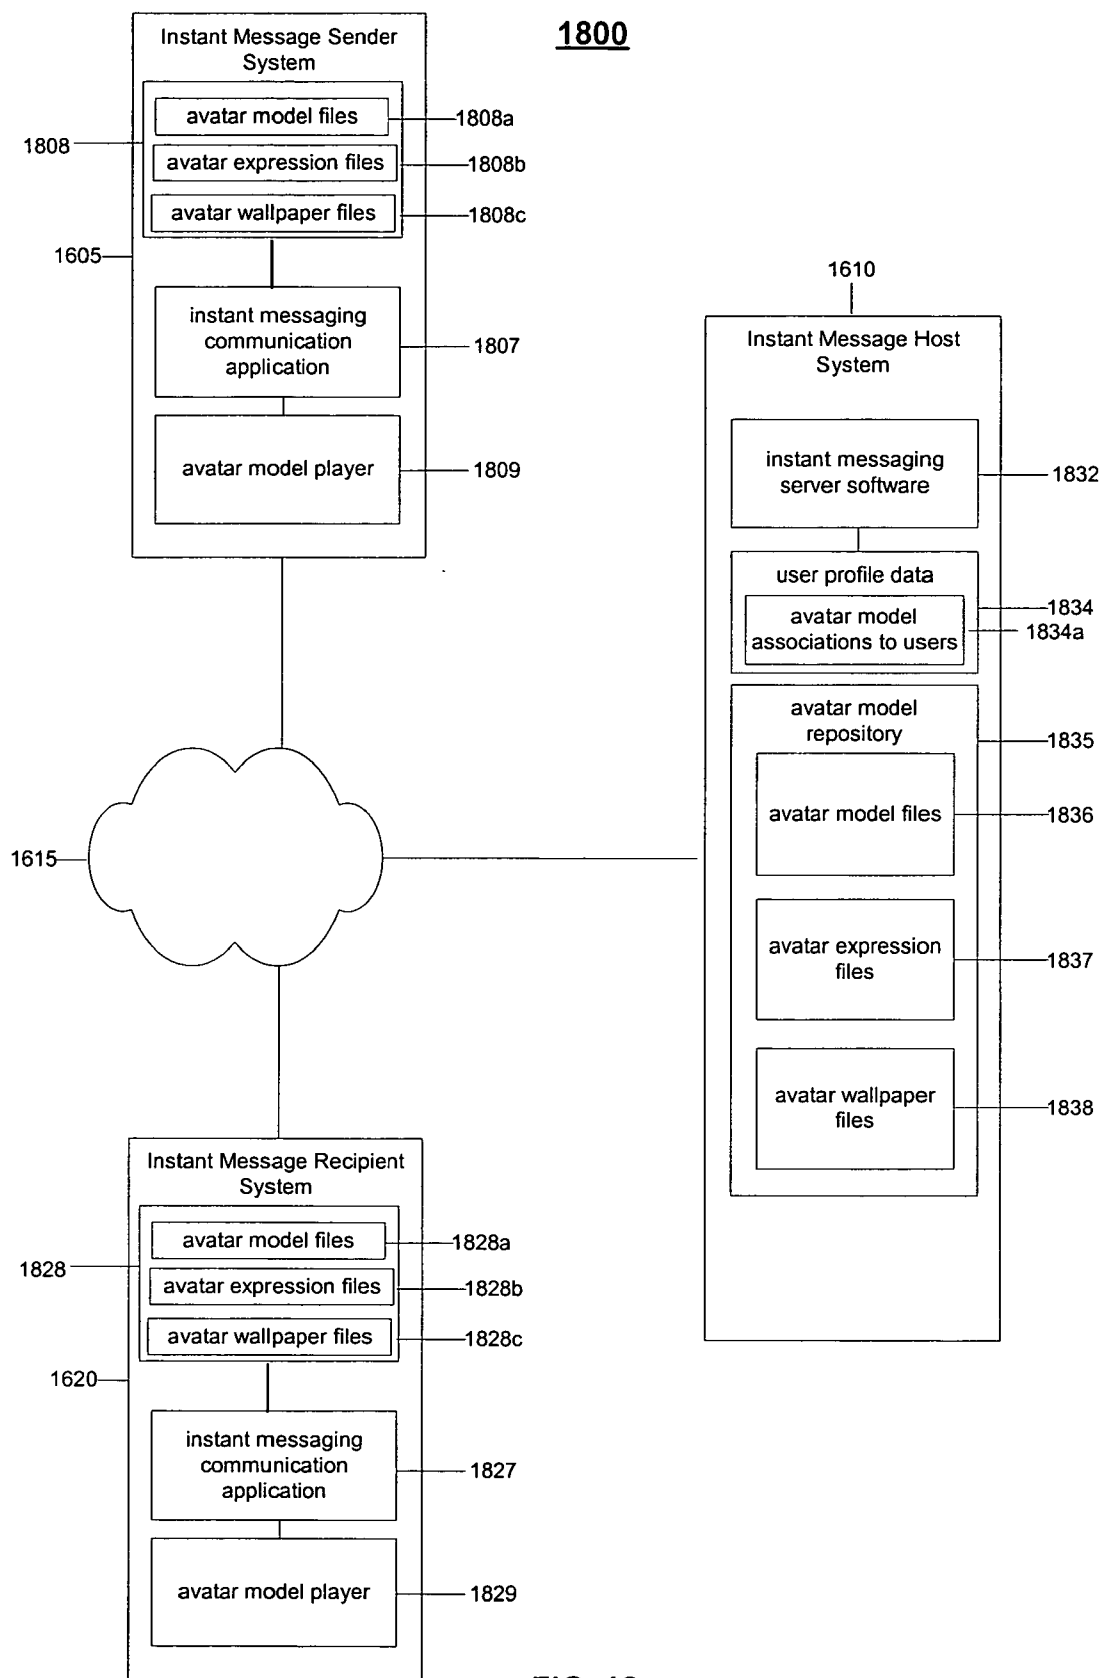 1800
Instant Message Sender
System
avatar model files
1808a
1808
avatar expression files
1808b
avatar wallpaper files
1808c
1605
instant messaging
communication
application
1807
avatar model player
1809
1610
Instant Message Host
System
instant messaging
server software
1832
user profile data
1834
avatar model
associations to users
1834a
avatar model
repository
1835
avatar model files
1836
avatar expression
files
1837
avatar wallpaper
files
1838
1615
Instant Message Recipient
System
avatar model files
1828a
1828
avatar expression files
1828b
avatar wallpaper files
1828c
1620
instant messaging
communication
application
1827
avatar model player
1829